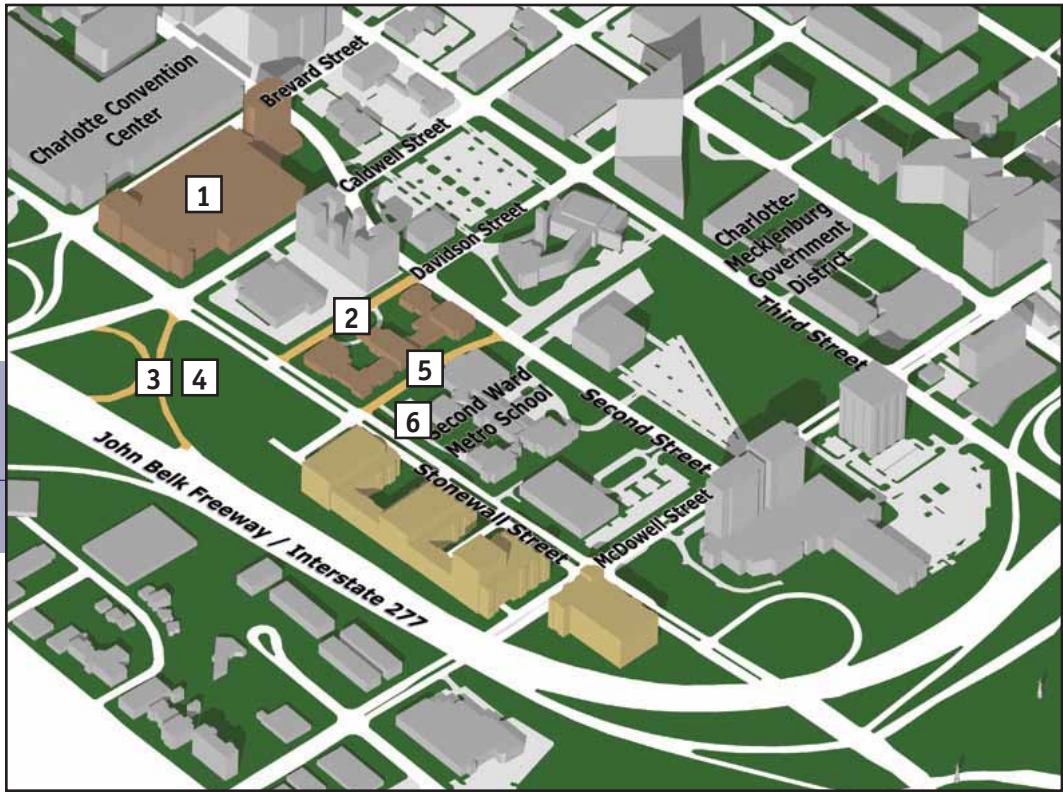 Brevard Street
Charlotte Convention
Center
1
Caldwell Street
Davidson Street
Charlotte-
Mecklenburg
Government
District
Third Street
2
5
3
4
6
Second Ward
Metro School
Second Street
Stonewall Street
McDowell Street
John Belk Freeway / Interstate 277